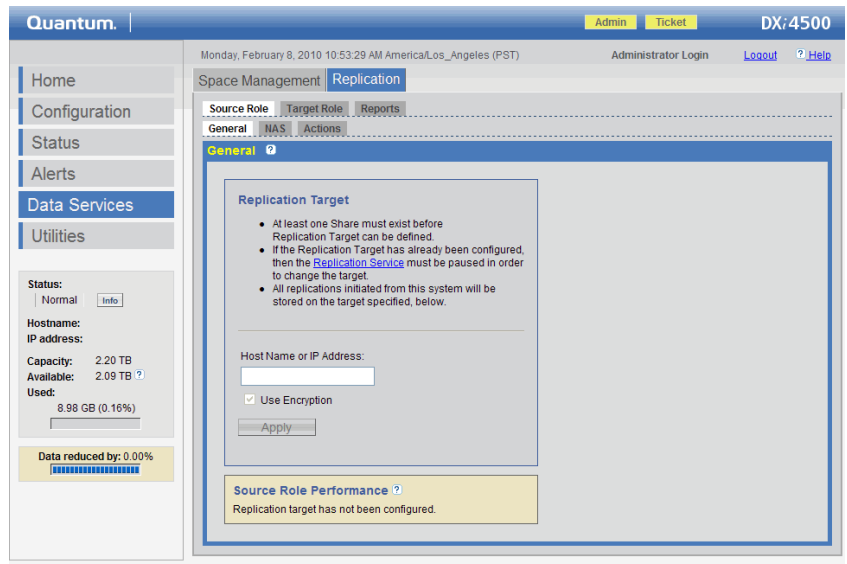 Quantum.
Admin
Ticket
DXi4500
Monday, February 8, 2010 10:53:29 AM America/Los_Angeles (PST)
Administrator Login
Logout
? Help
Home
Configuration
Status
Alerts
Data Services
Utilities
Status:
Normal
Info
Hostname:
IP address:
Capacity: 2.20 TB
Available: 2.09 TB ?
Used:
8.98 GB (0.16%)
Data reduced by: 0.00%
Space Management
Replication
Source Role
Target Role
Reports
General
NAS
Actions
General ?
Replication Target
• At least one Share must exist before
Replication Target can be defined.
• If the Replication Target has already been configured,
then the Replication Service must be paused in order
to change the target.
• All replications initiated from this system will be
stored on the target specified, below.
Host Name or IP Address:
Use Encryption
Apply
Source Role Performance ?
Replication target has not been configured.